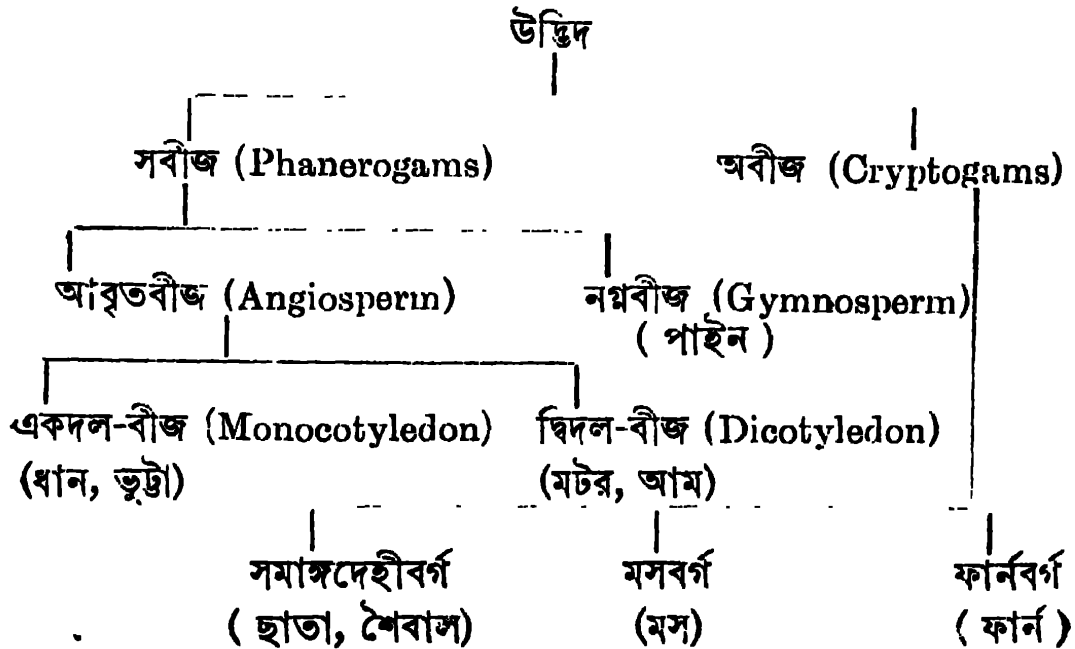 উদ্ভিদ
সবীজ (Phanerogams) অবীজ (Cryptogams)
আবৃতবীজ (Angiosperm) নগ্নবীজ (Gymnosperm)
( পাইন )
একদল-বীজ (Monocotyledon) দ্বিদল-বীজ (Dicotyledon)
(ধান, ভুট্টা) (মটর, আম)
সমাঙ্গদেহীবর্গ মসবর্গ ফার্নবর্গ
( ছাতা, শৈবাল) (মস) ( ফার্ন )